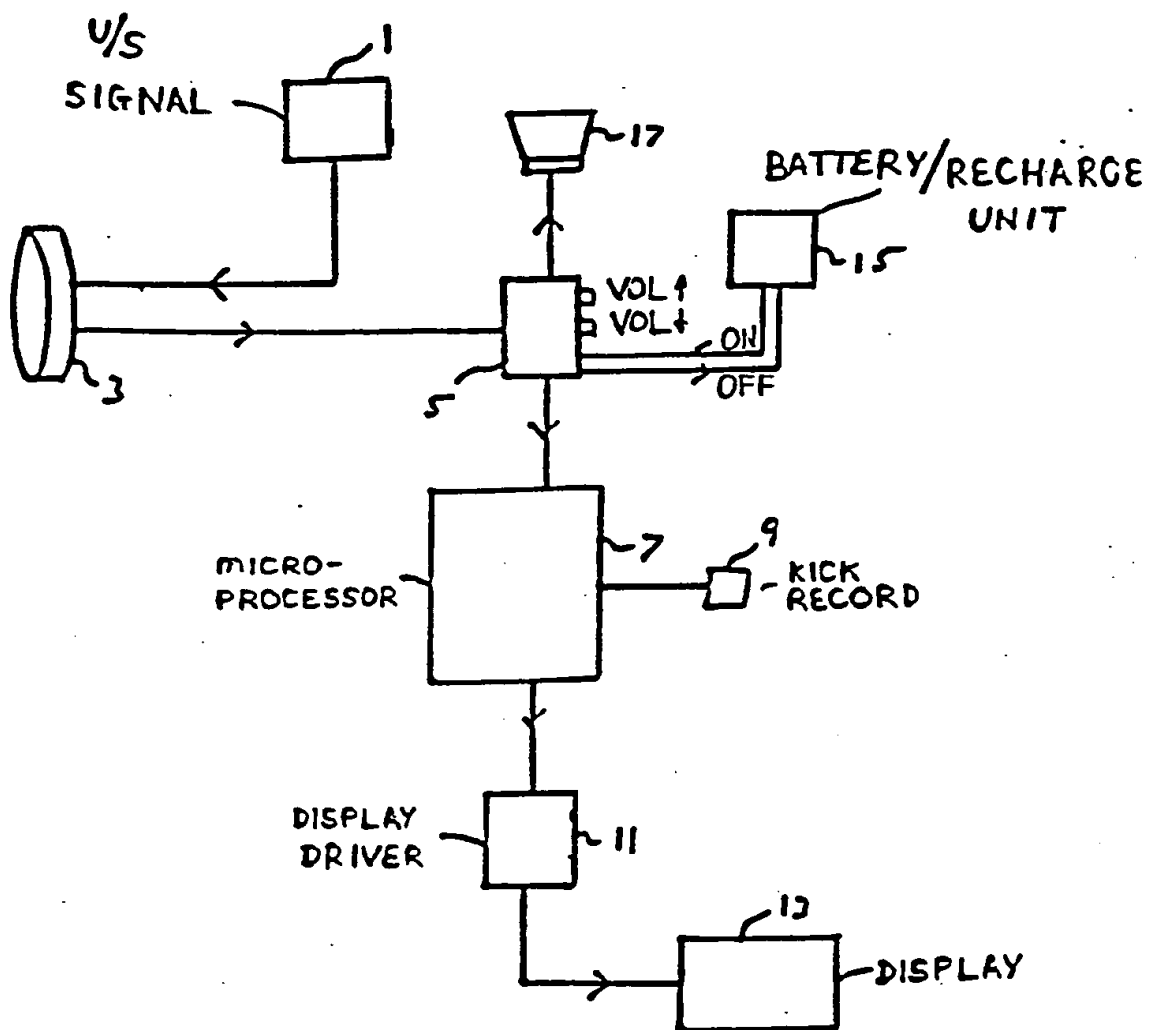 U/S
SIGNAL
1
17
BATTERY/RECHARGE
UNIT
15
3
VOL↑
VOL↓
ON
OFF
5
MICRO-
PROCESSOR
7
9
KICK
RECORD
DISPLAY
DRIVER
11
13
DISPLAY